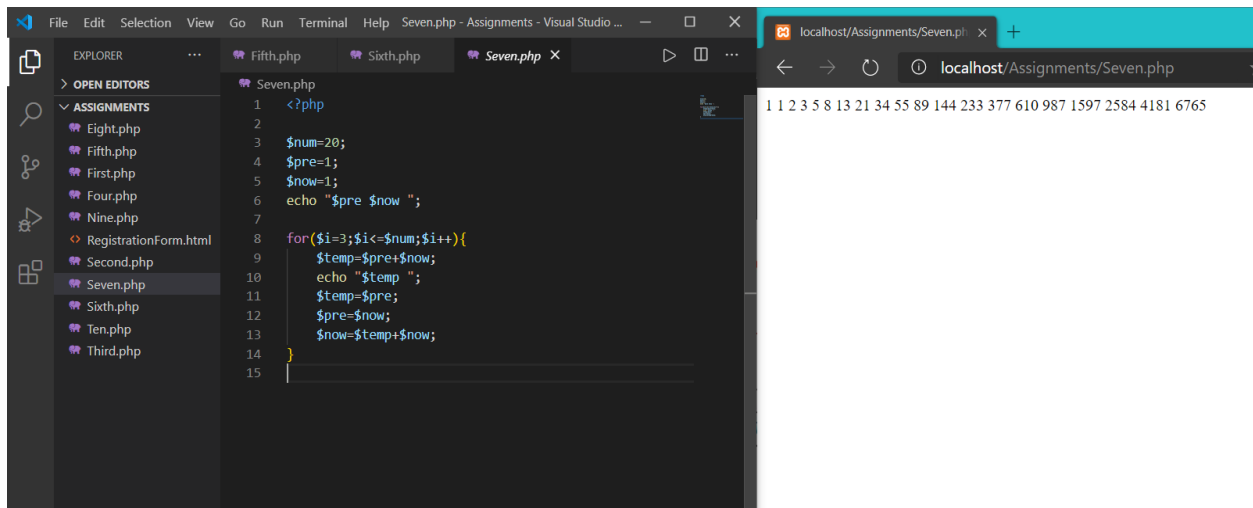 File Edit Selection View Go Run Terminal Help Seven.php - Assignments - Visual Studio ...
EXPLORER ...
OPEN EDITORS
ASSIGNMENTS
Eight.php
Fifth.php
First.php
Four.php
Nine.php
RegistrationForm.html
Second.php
Seven.php
Sixth.php
Ten.php
Third.php
Fifth.php Sixth.php Seven.php
Seven.php
1 <?php
2
3 $num=20;
4 $pre=1;
5 $now=1;
6 echo "$pre $now ";
7
8 for($i=3;$i<=$num;$i++){
9 $temp=$pre+$now;
10 echo "$temp ";
11 $temp=$pre;
12 $pre=$now;
13 $now=$temp+$now;
14 }
15
localhost/Assignments/Seven.ph
localhost/Assignments/Seven.php
1 1 2 3 5 8 13 21 34 55 89 144 233 377 610 987 1597 2584 4181 6765